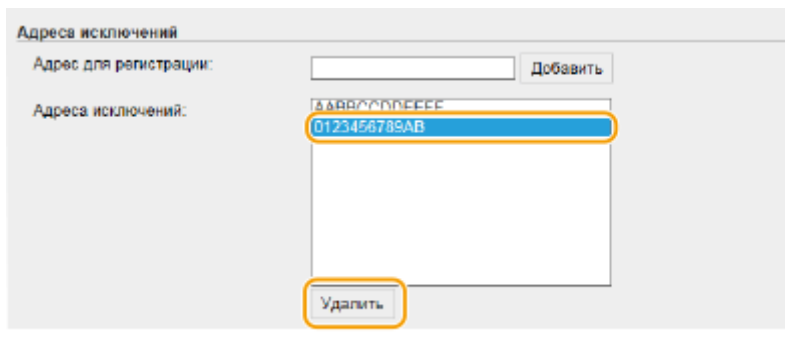 Адреса исключений
Адрес для регистрации:
Добавить
Адреса исключений:
AABBCCDDEEFF
0123456789AB
Удалить